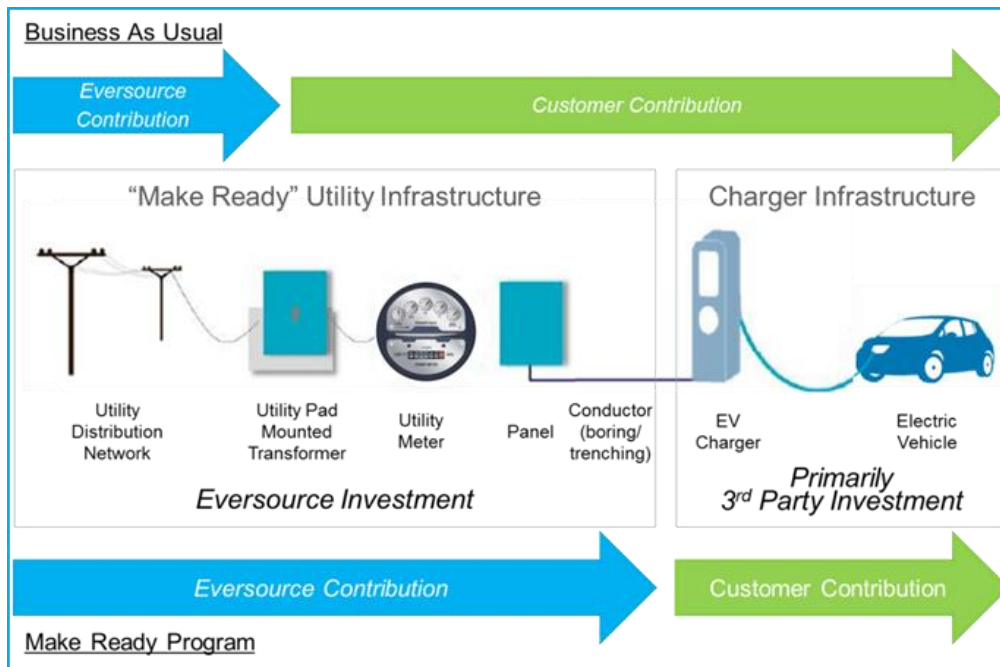 Business As Usual
Eversource
Contribution
Customer Contribution
“Make Ready” Utility Infrastructure
Charger Infrastructure
Utility
Distribution
Network
Utility Pad
Mounted
Transformer
Utility
Meter
Panel
Conductor
(boring/
trenching)
EV
Charger
Electric
Vehicle
Eversource Investment
Primarily
3rd Party Investment
Eversource Contribution
Customer Contribution
Make Ready Program